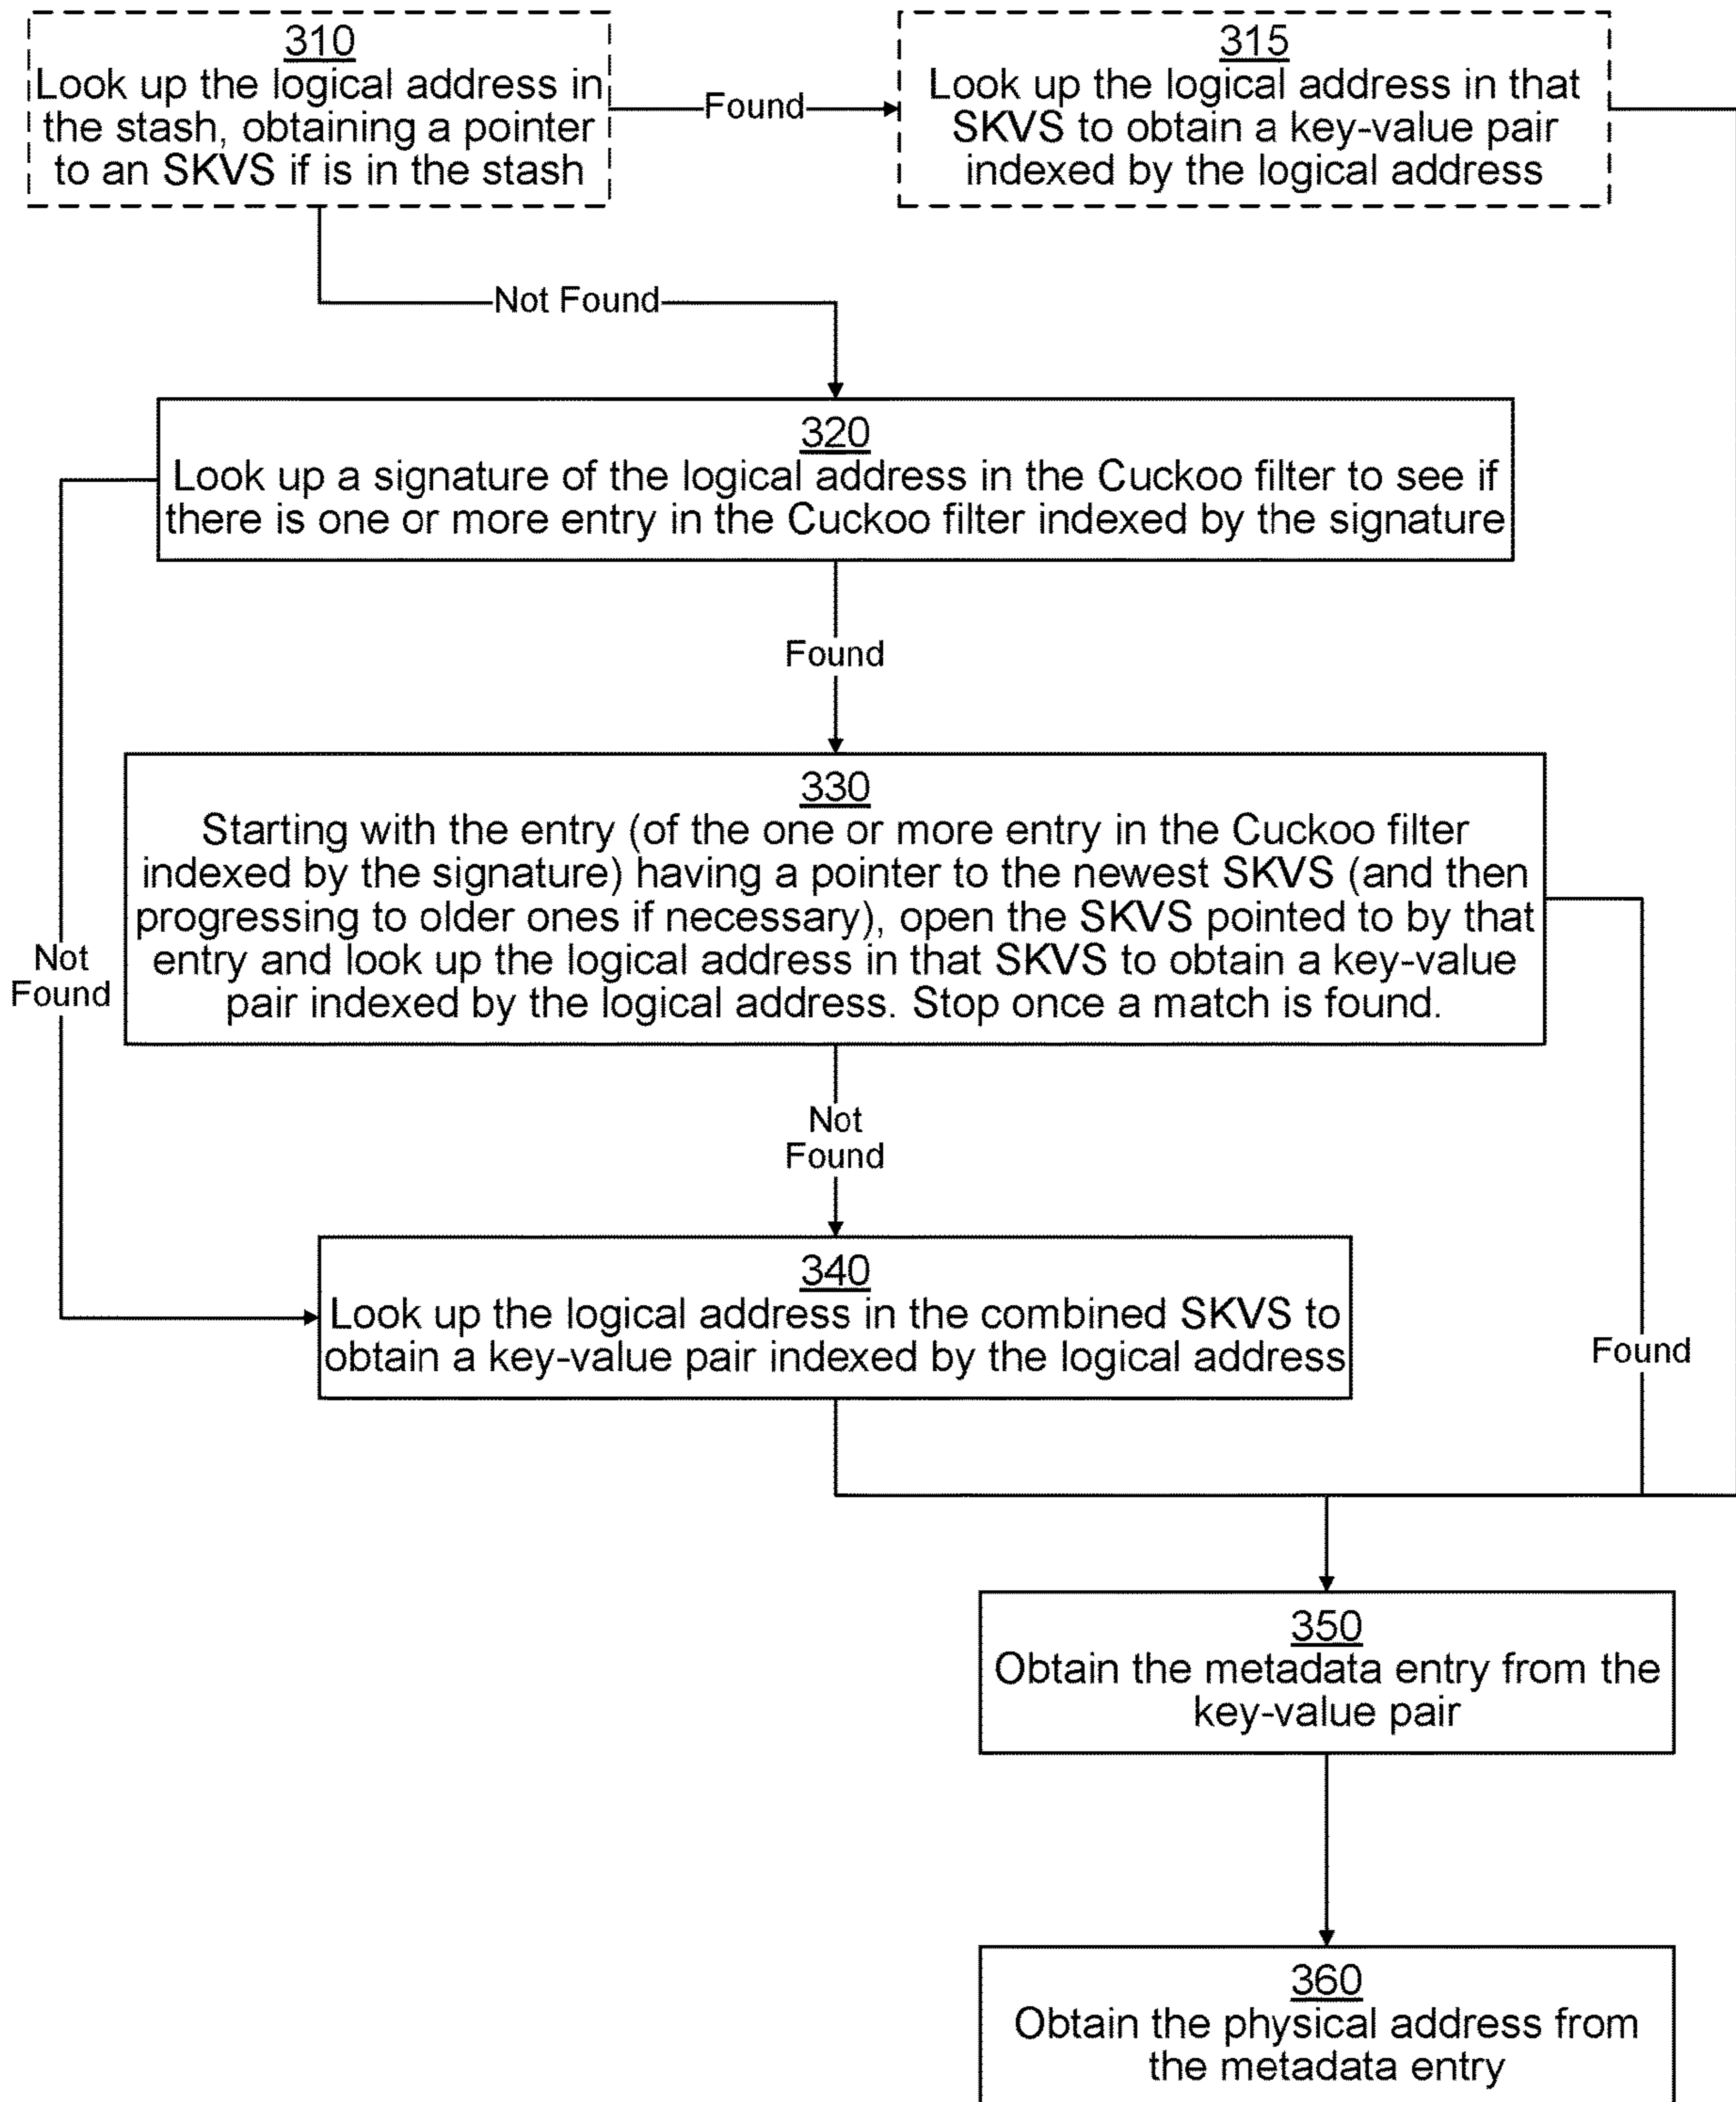 310
Look up the logical address in
the stash, obtaining a pointer
to an SKVS if is in the stash
Found
315
Look up the logical address in that
SKVS to obtain a key-value pair
indexed by the logical address
Not Found
320
Look up a signature of the logical address in the Cuckoo filter to see if
there is one or more entry in the Cuckoo filter indexed by the signature
Found
330
Starting with the entry (of the one or more entry in the Cuckoo filter
indexed by the signature) having a pointer to the newest SKVS (and then
progressing to older ones if necessary), open the SKVS pointed to by that
entry and look up the logical address in that SKVS to obtain a key-value
pair indexed by the logical address. Stop once a match is found.
Not
Found
Not
Found
340
Look up the logical address in the combined SKVS to
obtain a key-value pair indexed by the logical address
Found
350
Obtain the metadata entry from the
key-value pair
360
Obtain the physical address from
the metadata entry